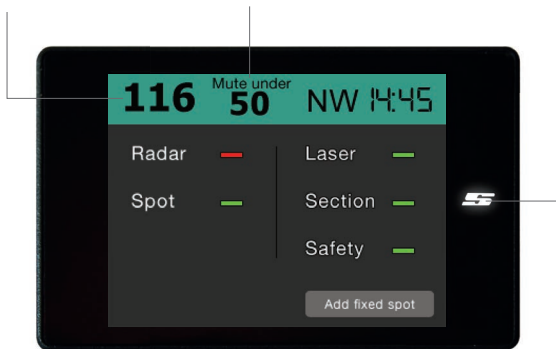 116 Mute under 50 NW 14:45
Radar
Spot
Laser
Section
Safety
Add fixed spot